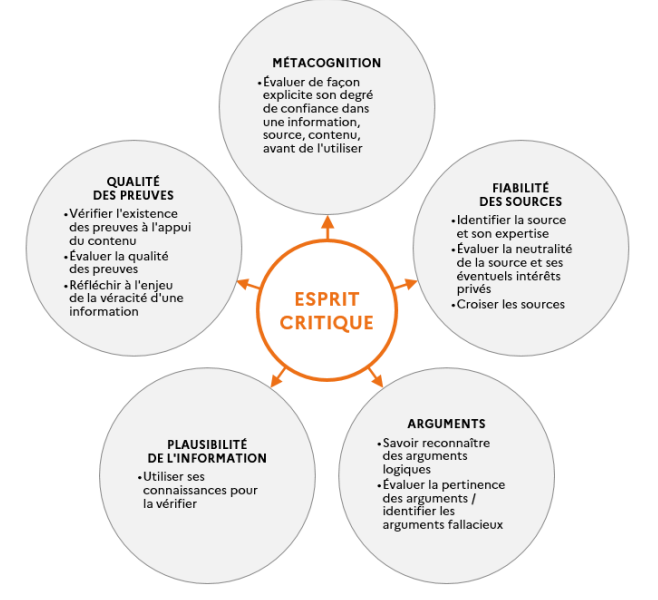 MÉTACOGNITION
•Évaluer de façon
explicite son degré
de confiance dans
une information,
source, contenu,
avant de l'utiliser
QUALITÉ
DES PREUVES
•Vérifier l'existence
des preuves à l'appui
du contenu
•Évaluer la qualité
des preuves
•Réfléchir à l'enjeu
de la véracité d'une
information
FIABILITÉ
DES SOURCES
•Identifier la source
et son expertise
•Évaluer la neutralité
de la source et ses
éventuels intérêts
privés
•Croiser les sources
ESPRIT
CRITIQUE
PLAUSIBILITÉ
DE L'INFORMATION
•Utiliser ses
connaissances pour
la vérifier
ARGUMENTS
•Savoir reconnaître
des arguments
logiques
•Évaluer la pertinence
des arguments /
identifier les
arguments fallacieux